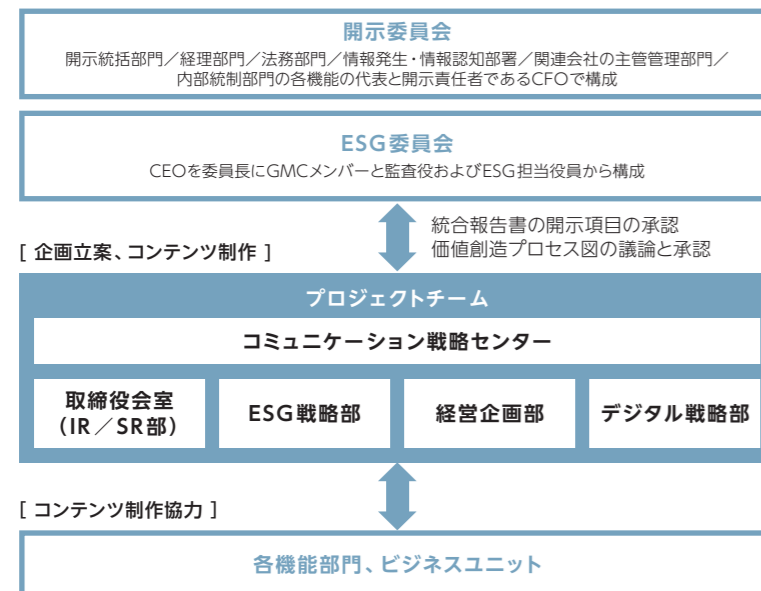 開示委員会
開示統括部門／経理部門／法務部門／情報発生・情報認知部署／関連会社の主管管理部門／
内部統制部門の各機能の代表と開示責任者であるCFOで構成
ESG委員会
CEOを委員長にGMCメンバーと監査役およびESG担当役員から構成
統合報告書の開示項目の承認
価値創造プロセス図の議論と承認
［ 企画立案、コンテンツ制作 ］
プロジェクトチーム
コミュニケーション戦略センター
取締役会室
（IR／SR部）
ESG戦略部
経営企画部
デジタル戦略部
［ コンテンツ制作協力 ］
各機能部門、ビジネスユニット